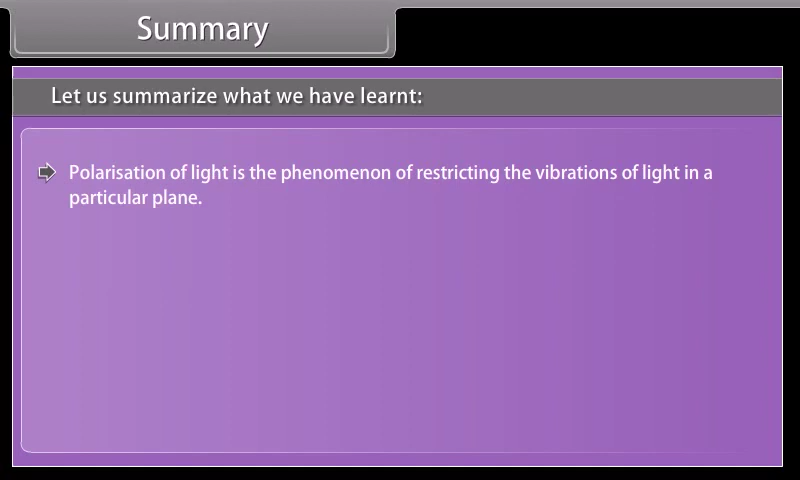 Summary
Let us summarize what we have learnt:
Polarisation of light is the phenomenon of restricting the vibrations of light in a
particular plane.